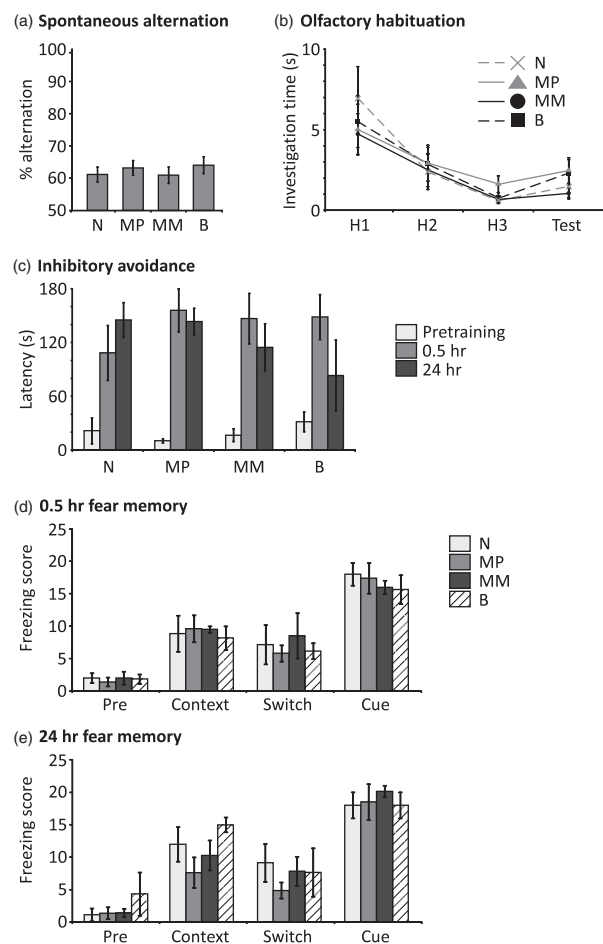 (a) Spontaneous alternation
100
90
80
70
60
50
% alternation
N MP MM B
(b) Olfactory habituation
10
5
0
Investigation time (s)
H1 H2 H3 Test
N
MP
MM
B
(c) Inhibitory avoidance
180
120
60
0
Latency (s)
N MP MM B
Pretraining
0.5 hr
24 hr
(d) 0.5 hr fear memory
25
20
15
10
5
0
Freezing score
Pre Context Switch Cue
N
MP
MM
B
(e) 24 hr fear memory
25
20
15
10
5
0
Freezing score
Pre Context Switch Cue